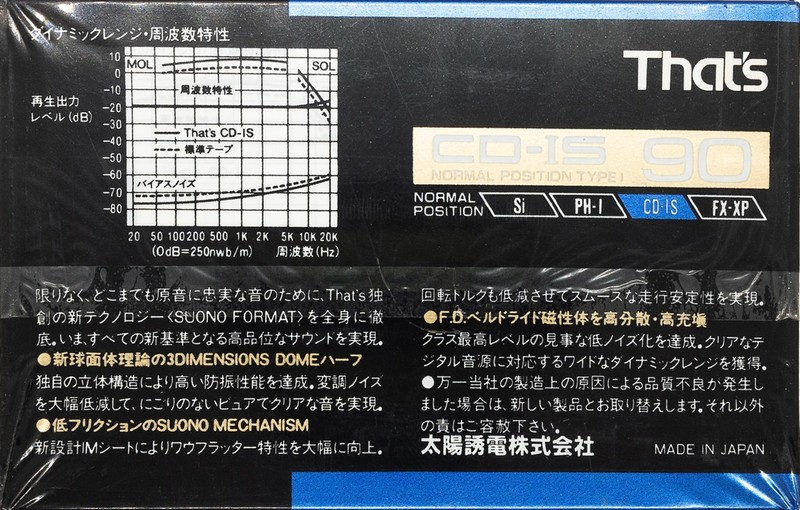 ダイナミックレンジ・周波数特性
再生出力
レベル(dB)
10
0
-10
-20
-30
-40
-50
-60
-70
-80
MOL
SOL
周波数特性
That's CD-IS
標準テープ
バイアスノイズ
20 50 100 200 500 1K 2K 5K 10K 20K
(0dB=250nwb/m) 周波数(Hz)
That's
CD-IS 90
NORMAL POSITION TYPE I
NORMAL
POSITION
Si PH-I CD-IS FX-XP
限りなく、どこまでも原音に忠実な音のために、That's独
創の新テクノロジー〈SUONO FORMAT〉を全身に徹
底。いま、すべての新基準となる高品位なサウンドを実現。
●新球面体理論の3DIMENSIONS DOMEハーフ
独自の立体構造により高い防振性能を達成。変調ノイズ
を大幅低減して、にごりのないピュアでクリアな音を実現。
●低フリクションのSUONO MECHANISM
新設計IMシートによりワウフラッター特性を大幅に向上。
回転トルクも低減させてスムースな走行安定性を実現。
●F.D.ベルドライド磁性体を高分散・高充塡
クラス最高レベルの見事な低ノイズ化を達成。クリアなデ
ジタル音源に対応するワイドなダイナミックレンジを獲得。
●万一当社の製造上の原因による品質不良が発生し
ました場合は、新しい製品とお取り替えします。それ以外
の責はご容赦下さい。
太陽誘電株式会社
MADE IN JAPAN